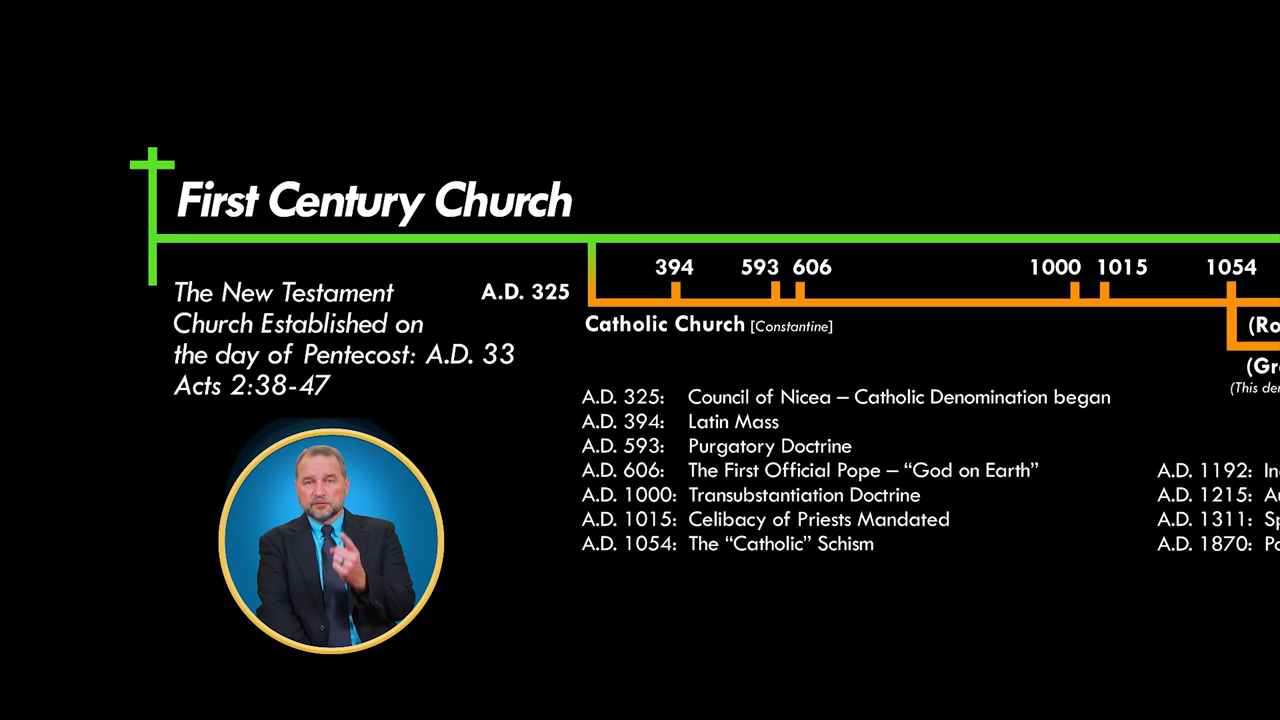 First Century Church
394 593 606 1000 1015 1054
The New Testament
Church Established on
the day of Pentecost: A.D. 33
Acts 2:38-47
A.D. 325
Catholic Church [Constantine]
A.D. 325: Council of Nicea – Catholic Denomination began
A.D. 394: Latin Mass
A.D. 593: Purgatory Doctrine
A.D. 606: The First Official Pope – “God on Earth”
A.D. 1000: Transubstantiation Doctrine
A.D. 1015: Celibacy of Priests Mandated
A.D. 1054: The “Catholic” Schism
(This
A.D. 1192:
A.D. 1215:
A.D. 1311:
A.D. 1870: